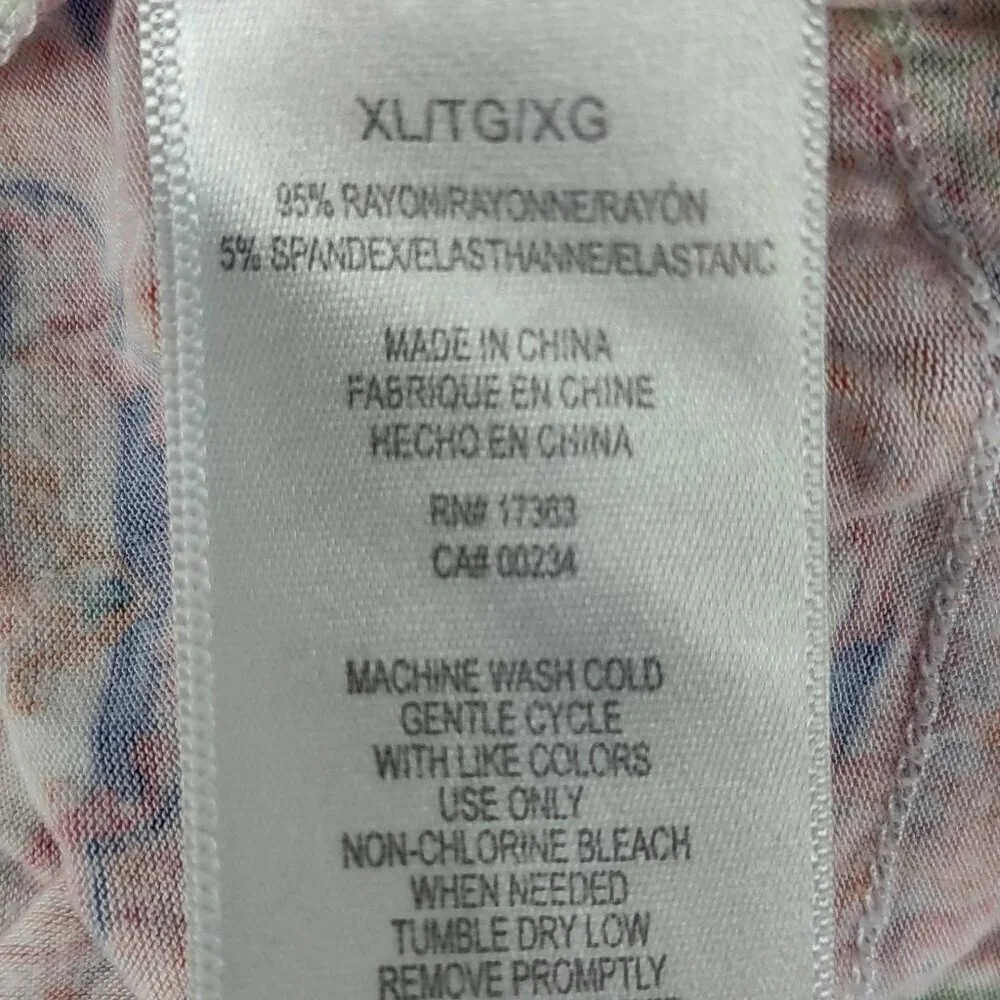 XL/TG/XG
95% RAYON/RAYONNE/RAYÓN
5% SPANDEX/ELASTHANNE/ELASTANO
MADE IN CHINA
FABRIQUE EN CHINE
HECHO EN CHINA
RN# 17363
CA# 00234
MACHINE WASH COLD
GENTLE CYCLE
WITH LIKE COLORS
USE ONLY
NON-CHLORINE BLEACH
WHEN NEEDED
TUMBLE DRY LOW
REMOVE PROMPTLY